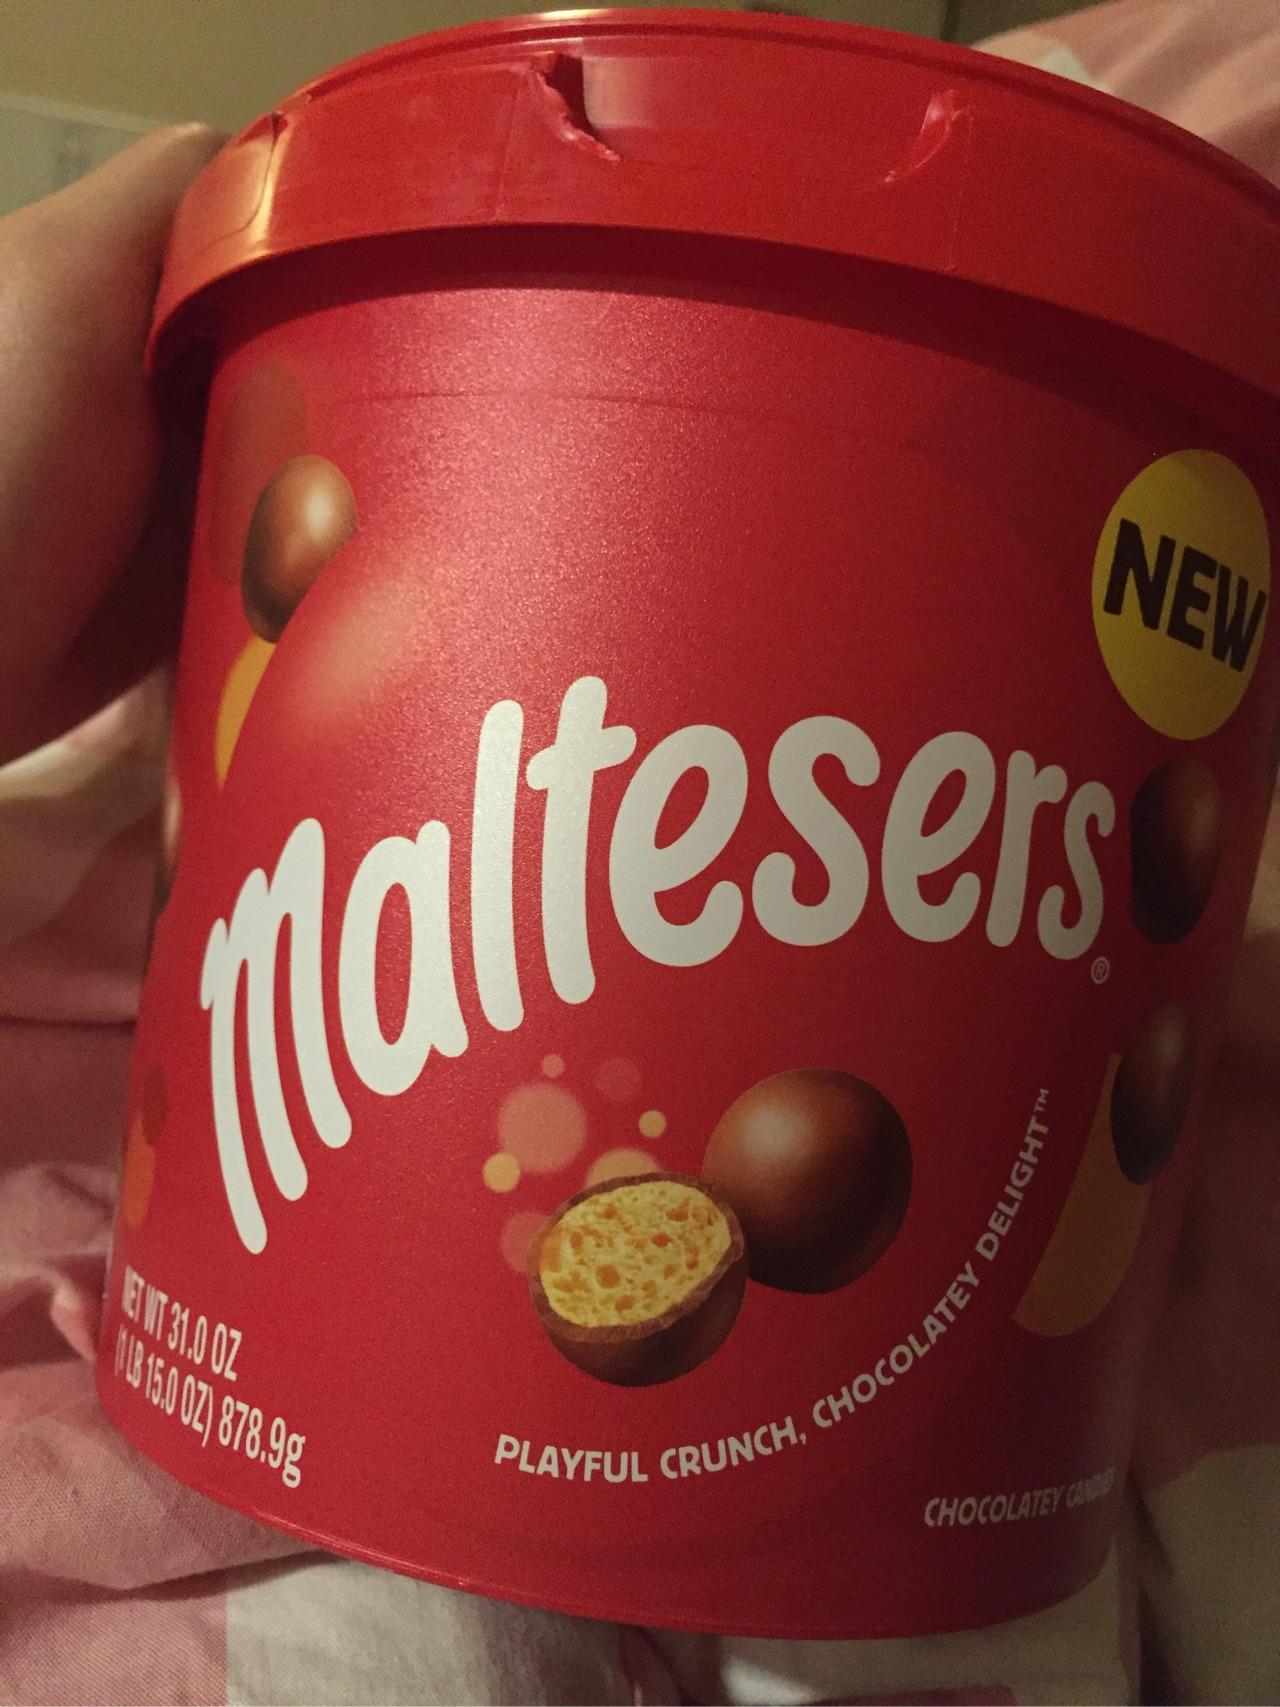 NEW
Maltesers®
NET WT 31.0 OZ
(1 LB 15.0 OZ) 878.9g
PLAYFUL CRUNCH, CHOCOLATEY DELIGHT™
CHOCOLATEY